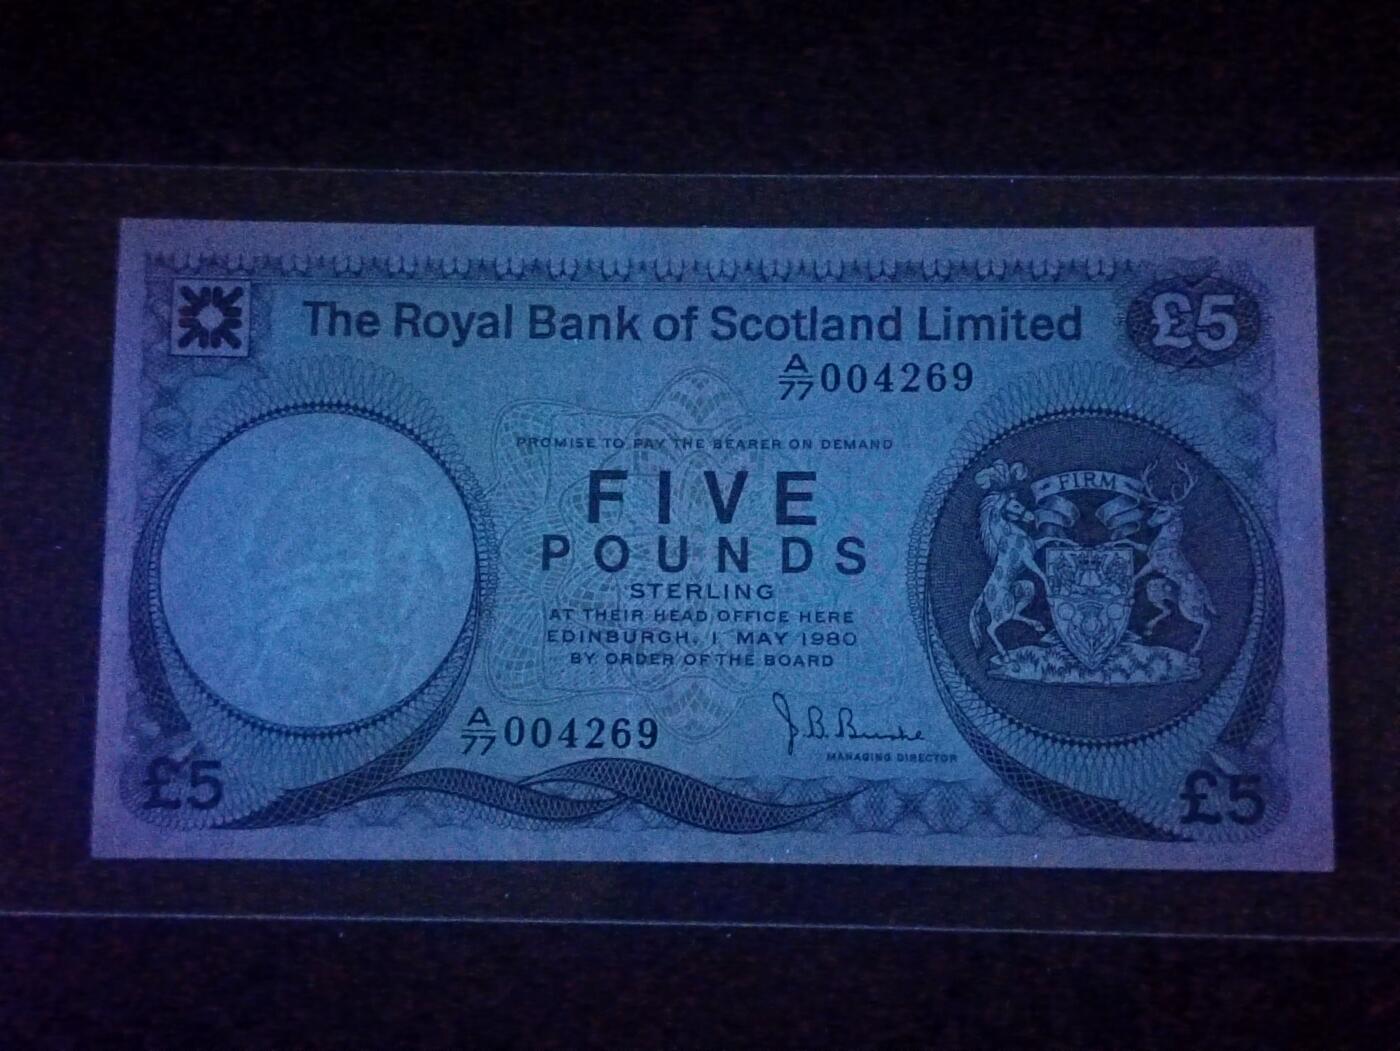 The Royal Bank of Scotland Limited
£5
A/77 004269
PROMISE TO PAY THE BEARER ON DEMAND
FIVE
POUNDS
STERLING
AT THEIR HEAD OFFICE HERE
EDINBURGH, 1 MAY 1980
BY ORDER OF THE BOARD
FIRM
A/77 004269
J. B. Burke
MANAGING DIRECTOR
£5
£5